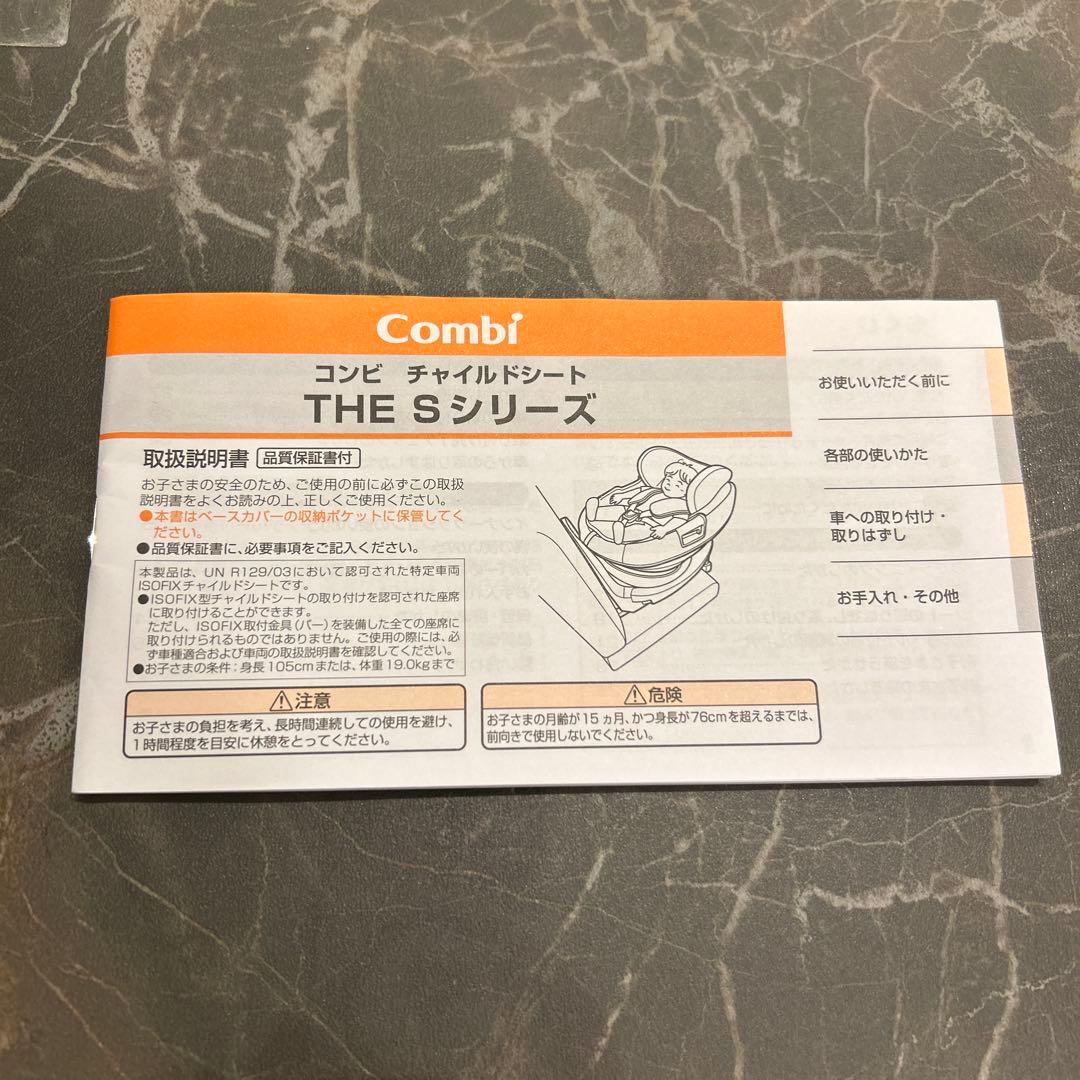 Combi
コンビ チャイルドシート
THE Sシリーズ
取扱説明書 品質保証書付
お子さまの安全のため、ご使用の前に必ずこの取扱
説明書をよくお読みの上、正しくご使用ください。
●本書はベースカバーの収納ポケットに保管してく
ださい。
●品質保証書に、必要事項をご記入ください。
本製品は、UN R129/03において認可された特定車両
ISOFIXチャイルドシートです。
●ISOFIX型チャイルドシートの取り付けを認可された座席
に取り付けることができます。
ただし、ISOFIX取付金具（バー）を装備した全ての座席に
取り付けられるものではありません。ご使用の際には、必
ず車種適合および車両の取扱説明書を確認してください。
●お子さまの条件：身長105cmまたは、体重19.0kgまで
⚠注意
お子さまの負担を考え、長時間連続しての使用を避け、
1時間程度を目安に休憩をとってください。
⚠危険
お子さまの月齢が15ヵ月、かつ身長が76cmを超えるまでは、
前向きで使用しないでください。
お使いいただく前に
各部の使いかた
車への取り付け・
取りはずし
お手入れ・その他